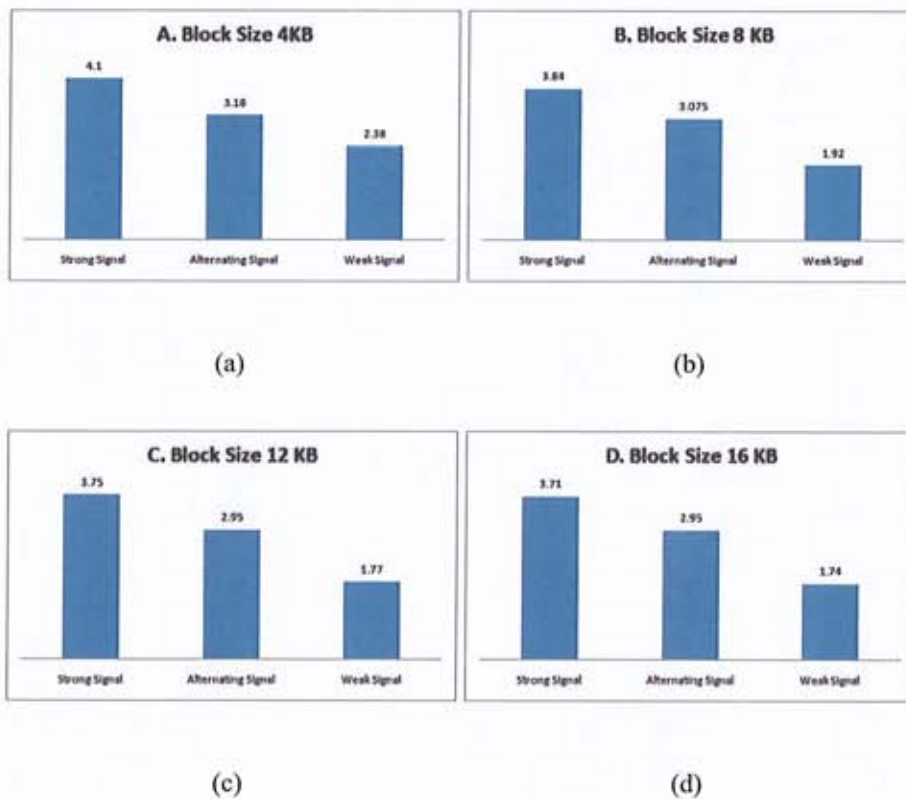 A. Block Size 4KB
4.1
3.18
2.38
Strong Signal Alternating Signal Weak Signal
(a)
B. Block Size 8 KB
3.84
3.075
1.92
Strong Signal Alternating Signal Weak Signal
(b)
C. Block Size 12 KB
3.75
2.95
1.77
Strong Signal Alternating Signal Weak Signal
(c)
D. Block Size 16 KB
3.71
2.95
1.74
Strong Signal Alternating Signal Weak Signal
(d)